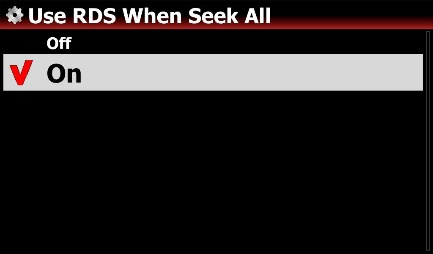 Use RDS When Seek All
Off
On